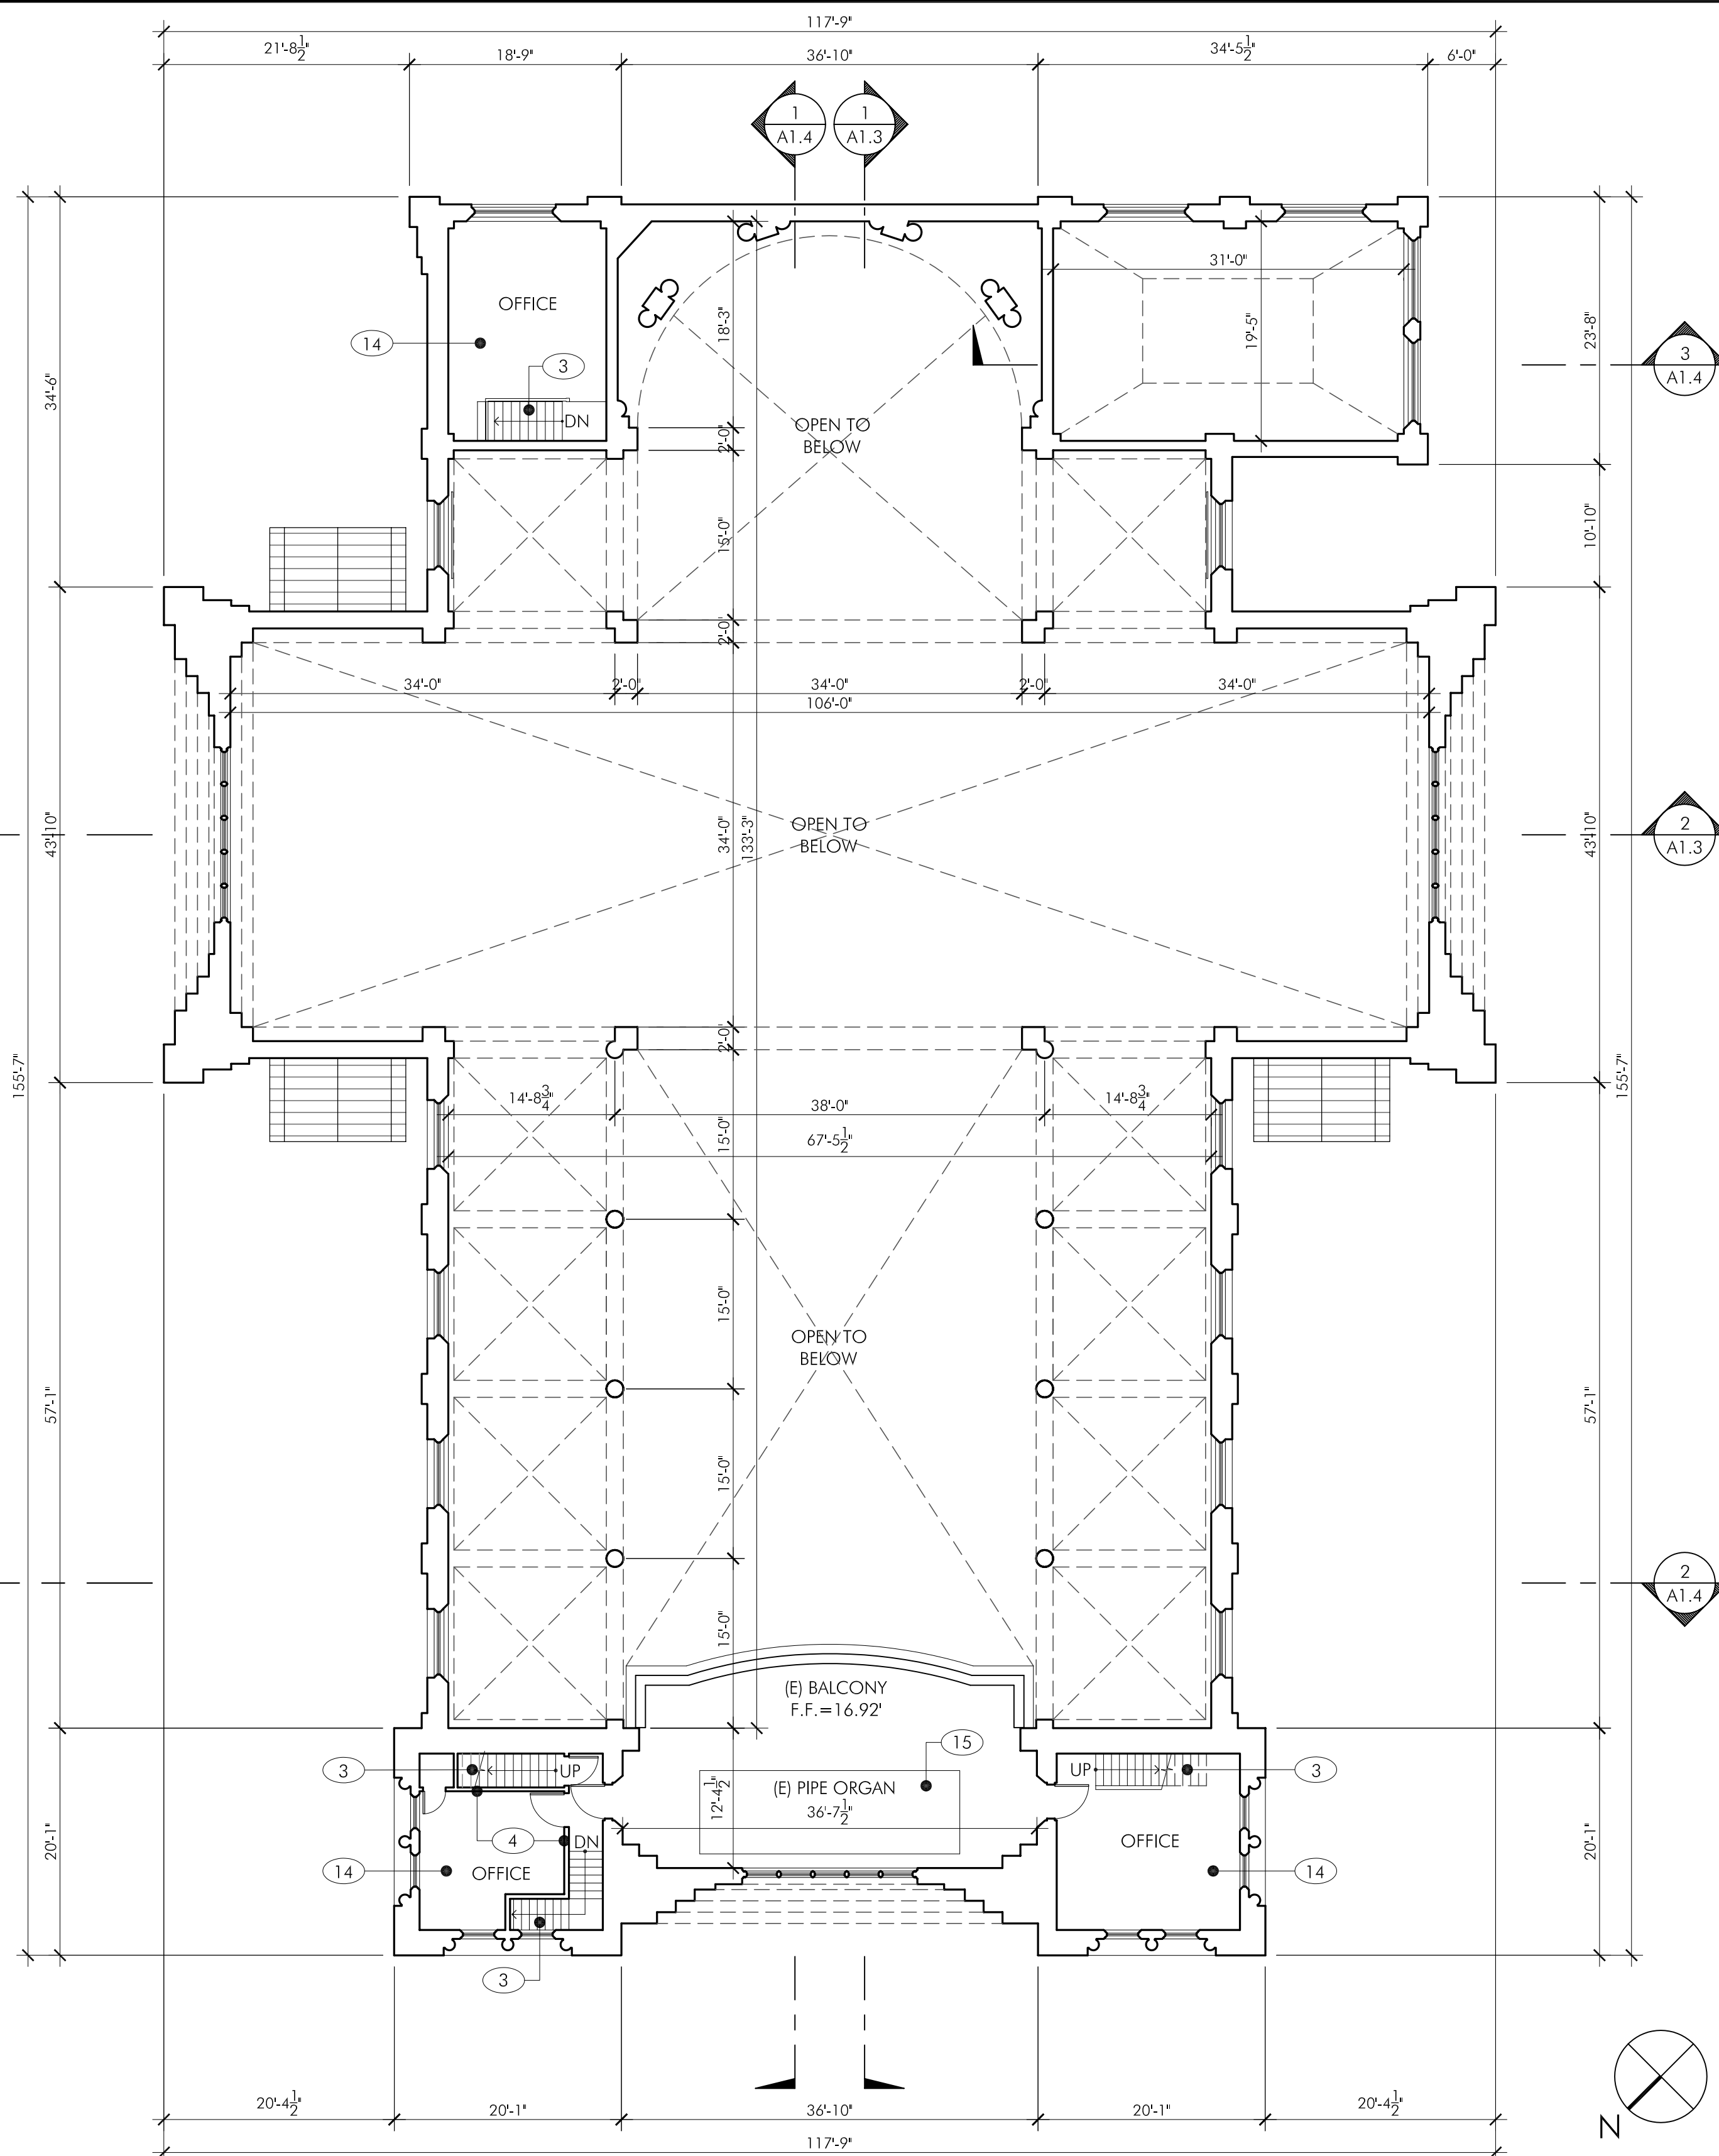 117'-9"
21'-8 1/2" 18'-9" 36'-10" 34'-5 1/2" 6'-0"
1 1
A1.4 A1.3
31'-0"
OFFICE
14
18'-3"
19'-5"
23'-8"
3
A1.4
3
34'-6"
DN
OPEN TO
BELOW
2'-0"
15'-0"
10'-10"
2'-0"
34'-0" 2'-0" 34'-0" 2'-0" 34'-0"
106'-0"
43'-10"
34'-0"
133'-3"
OPEN TO
BELOW
43'-10"
2
A1.3
2'-0"
155'-7"
155'-7"
14'-8 3/4" 38'-0" 14'-8 3/4"
15'-0"
67'-5 1/2"
15'-0"
OPEN TO
BELOW
57'-1"
57'-1"
15'-0"
2
A1.4
15'-0"
(E) BALCONY
F.F.=16.92'
15
3 UP UP 3
(E) PIPE ORGAN
12'-4 1/2"
36'-7 1/2"
20'-1"
4 DN OFFICE
20'-1"
14 OFFICE 14
3
N
20'-4 1/2" 20'-1" 36'-10" 20'-1" 20'-4 1/2"
117'-9"